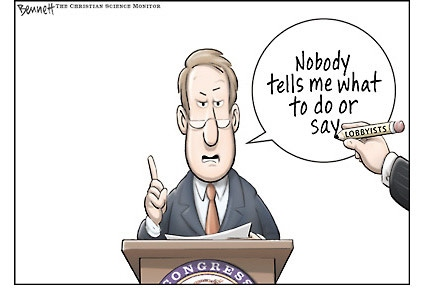 Bennett THE CHRISTIAN SCIENCE MONITOR
Nobody
tells me what
to do or
say
LOBBYISTS
CONGRESS